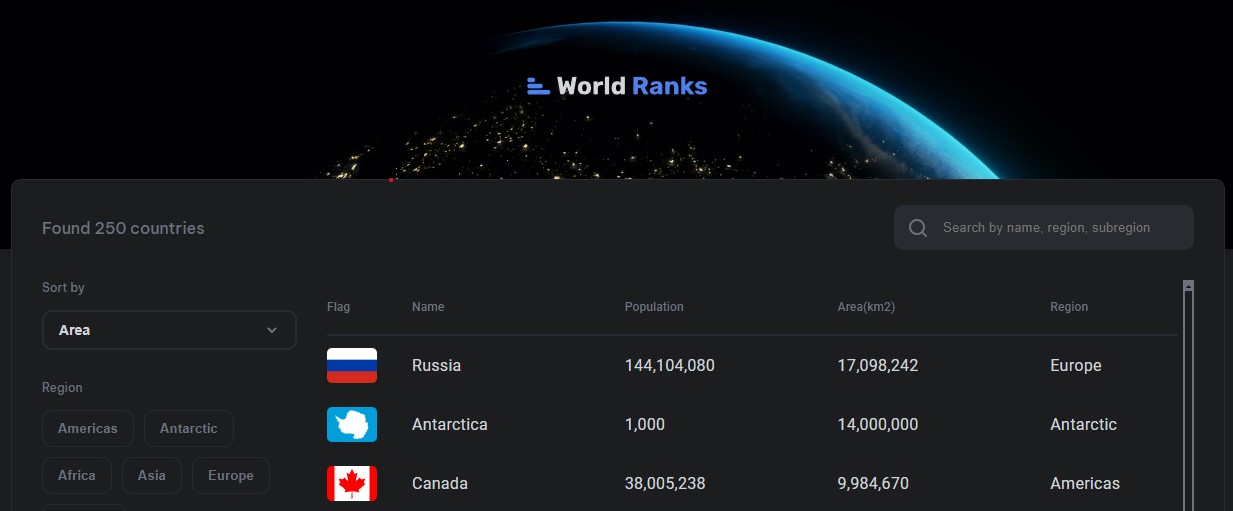 World Ranks
Found 250 countries
Search by name, region, subregion
Sort by
Area
Region
Americas Antarctic
Africa Asia Europe
Flag Name Population Area(km2) Region
Russia 144,104,080 17,098,242 Europe
Antarctica 1,000 14,000,000 Antarctic
Canada 38,005,238 9,984,670 Americas